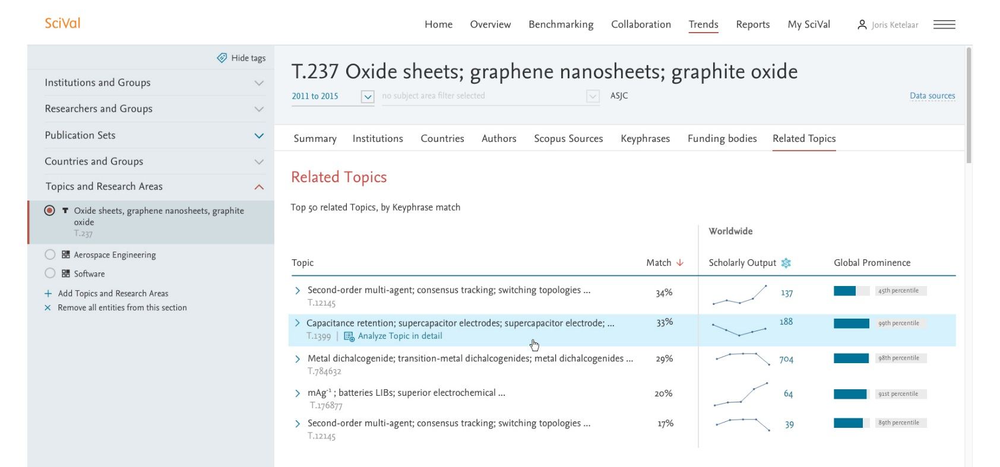 SciVal
Home Overview Benchmarking Collaboration Trends Reports My SciVal Joris Ketelaar
Hide tags
Institutions and Groups
Researchers and Groups
Publication Sets
Countries and Groups
Topics and Research Areas
Oxide sheets, graphene nanosheets, graphite
oxide
T.237
Aerospace Engineering
Software
Add Topics and Research Areas
Remove all entities from this section
T.237 Oxide sheets; graphene nanosheets; graphite oxide
2011 to 2015 no subject area filter selected ASJC Data sources
Summary Institutions Countries Authors Scopus Sources Keyphrases Funding bodies Related Topics
Related Topics
Top 50 related Topics, by Keyphrase match
Worldwide
Topic Match Scholarly Output Global Prominence
Second-order multi-agent; consensus tracking; switching topologies ... 34% 137 45th percentile
T.12145
Capacitance retention; supercapacitor electrodes; supercapacitor electrode; ... 33% 188 99th percentile
T.1399 | Analyze Topic in detail
Metal dichalcogenide; transition-metal dichalcogenides; metal dichalcogenides ... 29% 704 98th percentile
T.784632
mAg⁻¹ ; batteries LIBs; superior electrochemical ... 20% 64 91st percentile
T.176877
Second-order multi-agent; consensus tracking; switching topologies ... 17% 39 89th percentile
T.12145